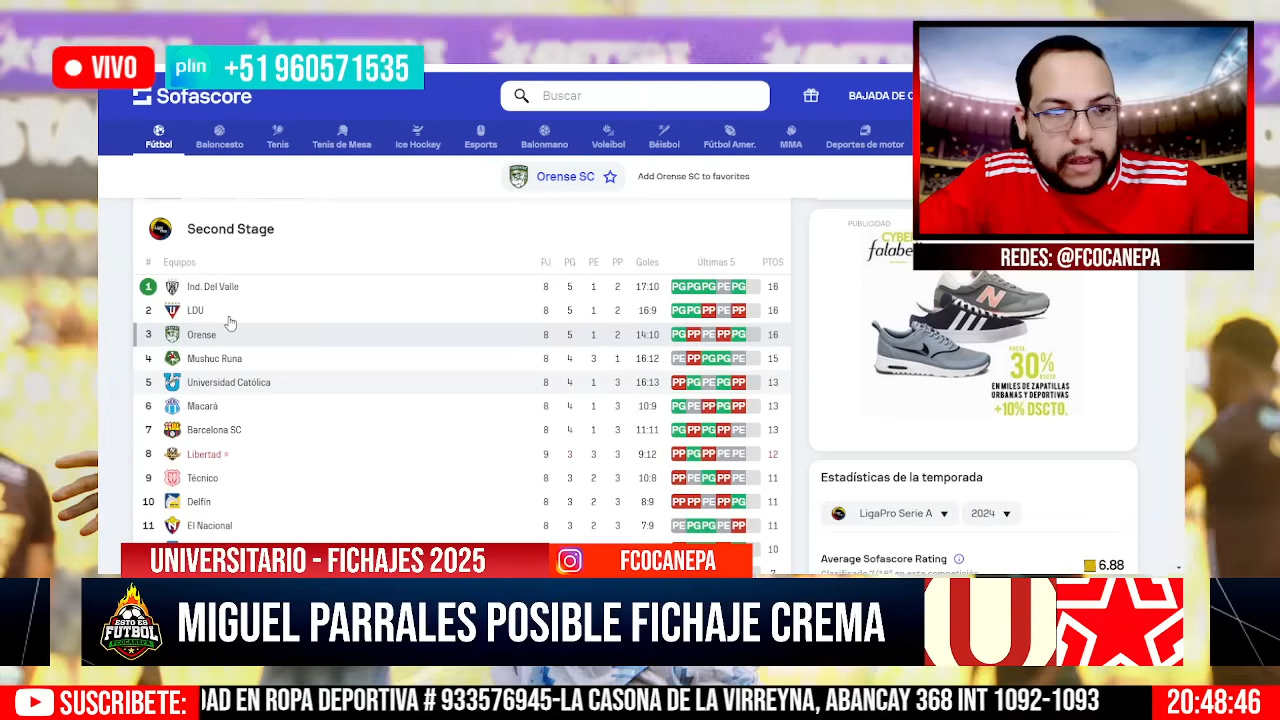 VIVO
plin +51 960571535
Sofascore
Buscar
BAJADA DE
Fútbol Baloncesto Tenis Tenis de Mesa Ice Hockey Esports Balonmano Voleibol Béisbol Fútbol Amer. MMA Deportes de motor
Orense SC Add Orense SC to favorites
Second Stage
# Equipos PJ PG PE PP Goles Últimas 5 PTOS
1 Ind. Del Valle 8 5 1 2 17:10 PG PG PG PE PG 16
2 LDU 8 5 1 2 16:9 PG PG PP PE PP 16
3 Orense 8 5 1 2 14:10 PG PP PE PP PG 16
4 Mushuc Runa 8 4 3 1 16:12 PE PP PG PG PE 15
5 Universidad Católica 8 4 1 3 16:13 PP PG PE PG PP 13
6 Macará 8 4 1 3 10:9 PG PE PP PG PP 13
7 Barcelona SC 8 4 1 3 11:11 PG PP PG PP PE 13
8 Libertad 9 3 3 3 9:12 PP PG PP PE PE 12
9 Técnico 8 3 2 3 10:8 PP PE PG PP PE 11
10 Delfín 8 3 2 3 8:9 PP PP PE PP PG 11
11 El Nacional 8 3 2 3 7:9 PE PG PG PE PP 11
10
PUBLICIDAD
CYBER
falabe
HASTA
30%
DSCTO
EN MILES DE ZAPATILLAS
URBANAS Y DEPORTIVAS
+10% DSCTO.
Estadísticas de la temporada
LigaPro Serie A 2024
Average Sofascore Rating 6.88
REDES: @FCOCANEPA
UNIVERSITARIO - FICHAJES 2025
FCOCANEPA
ESTO ES
FUTBOL
FCOCANEPA
MIGUEL PARRALES POSIBLE FICHAJE CREMA
U
SUSCRIBETE:
DAD EN ROPA DEPORTIVA # 933576945-LA CASONA DE LA VIRREYNA, ABANCAY 368 INT 1092-1093
20:48:46